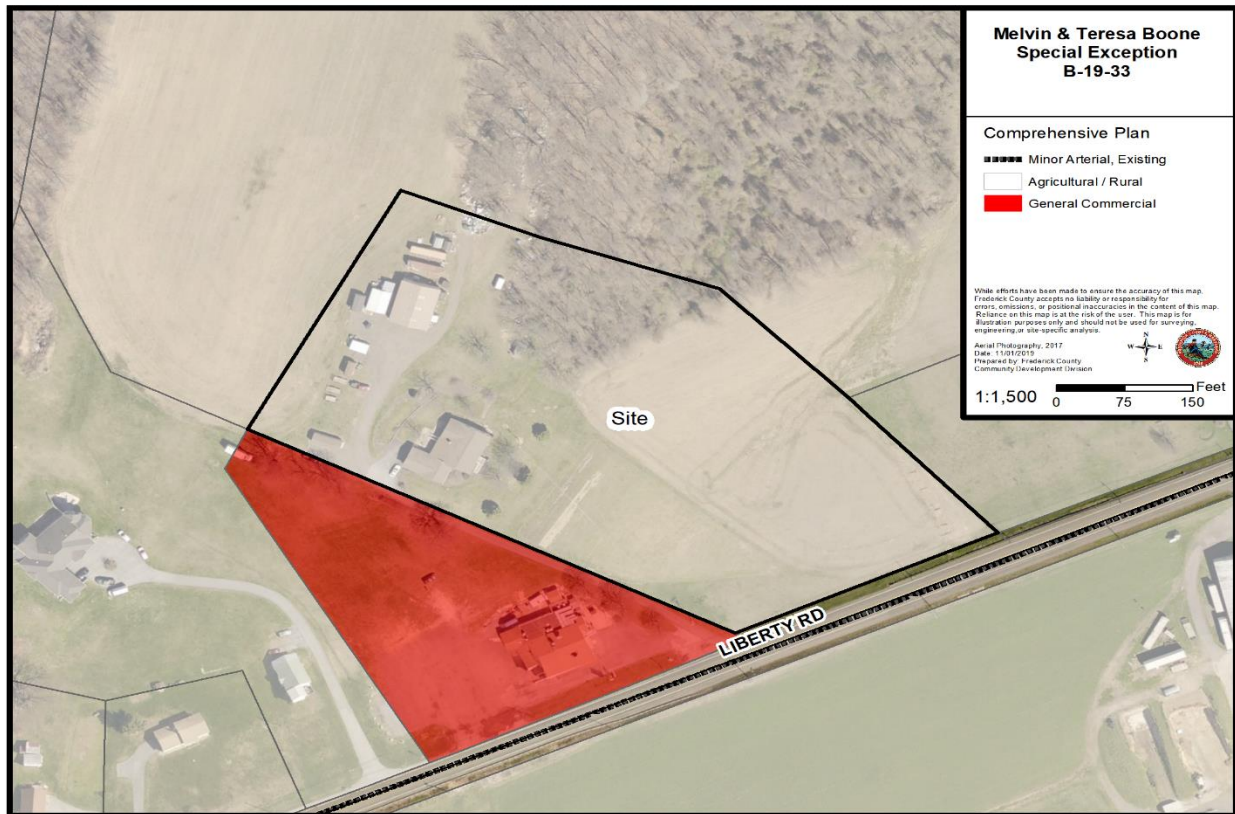 Melvin & Teresa Boone
Special Exception
B-19-33
Comprehensive Plan
Minor Arterial, Existing
Agricultural / Rural
General Commercial
While efforts have been made to ensure the accuracy of this map,
Frederick County accepts no liability or responsibility for
errors, omissions, or positional inaccuracies in the content of this map.
Reliance on this map is at the risk of the user. This map is for
illustration purposes only and should not be used for surveying,
engineering, or site-specific analysis.
Aerial Photography, 2017
Date: 11/01/2019
Prepared by: Frederick County
Community Development Division
N
W E
S
1:1,500
Feet
0 75 150
Site
LIBERTY RD